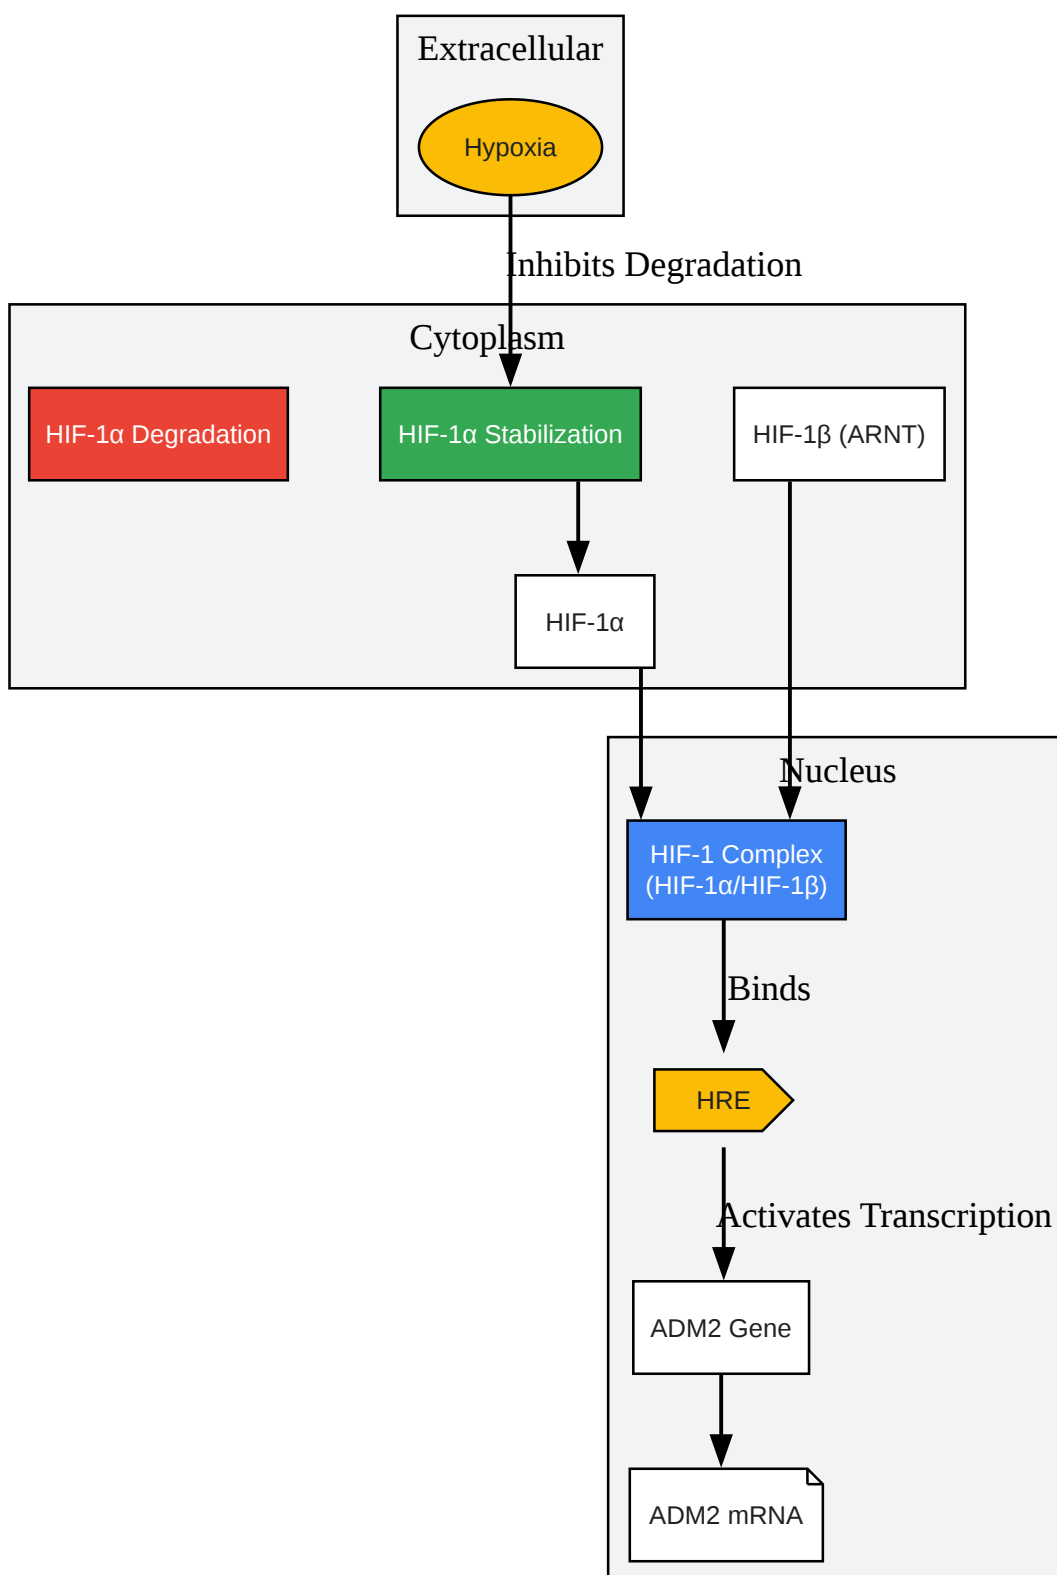 Extracellular
Hypoxia
Inhibits Degradation
Cytoplasm
HIF-1α Degradation
HIF-1α Stabilization
HIF-1β (ARNT)
HIF-1α
Nucleus
HIF-1 Complex
(HIF-1α/HIF-1β)
Binds
HRE
Activates Transcription
ADM2 Gene
ADM2 mRNA